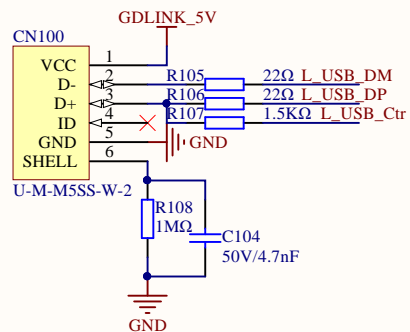 GDLINK_5V
CN100
VCC 1
D- 2 R105 22Ω L_USB_DM
D+ 3 R106 22Ω L_USB_DP
ID 4 R107 1.5KΩ L_USB_Ctr
GND 5 GND
SHELL 6
U-M-M5SS-W-2
R108
1MΩ
C104
50V/4.7nF
GND